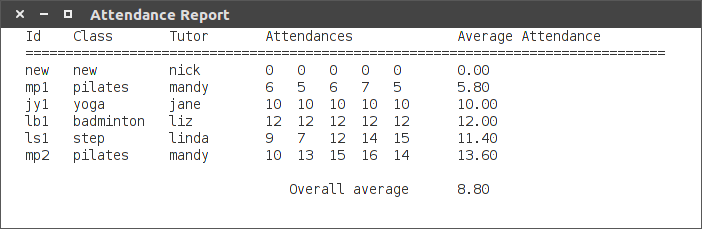 Attendance Report
Id Class Tutor Attendances Average Attendance
================================================================================
new new nick 0 0 0 0 0 0.00
mp1 pilates mandy 6 5 6 7 5 5.80
jy1 yoga jane 10 10 10 10 10 10.00
lb1 badminton liz 12 12 12 12 12 12.00
ls1 step linda 9 7 12 14 15 11.40
mp2 pilates mandy 10 13 15 16 14 13.60
Overall average 8.80